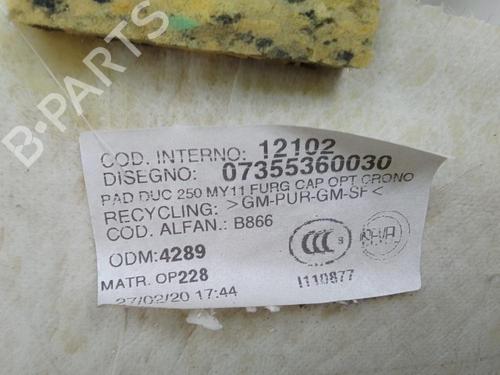 B-PARTS
COD. INTERNO: 12102
DISEGNO: 07355360030
PAD DUC 250 MY11 FURG CAP OPT CRONO
RECYCLING: >GM-PUR-GM-SF<
COD. ALFAN.: B866
ODM:4289
CCC S
MATR. OP228
I110877
27/02/20 17:44